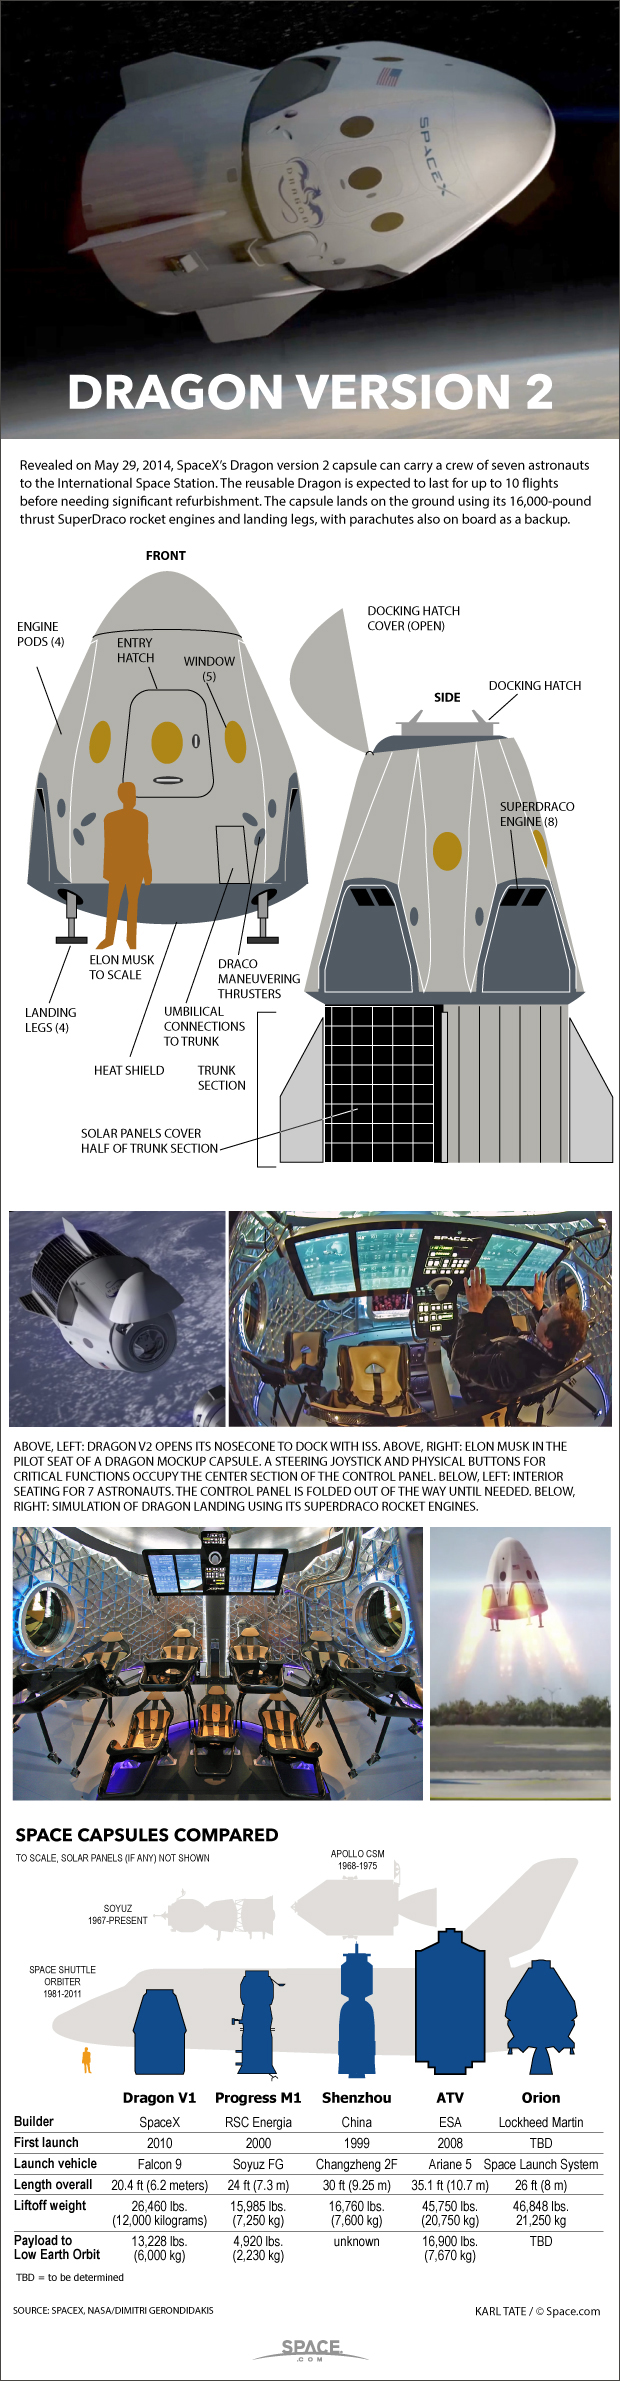 SPACEX
DRAGON
DRAGON VERSION 2
Revealed on May 29, 2014, SpaceX's Dragon version 2 capsule can carry a crew of seven astronauts
to the International Space Station. The reusable Dragon is expected to last for up to 10 flights
before needing significant refurbishment. The capsule lands on the ground using its 16,000-pound
thrust SuperDraco rocket engines and landing legs, with parachutes also on board as a backup.
FRONT
ENGINE
PODS (4)
ENTRY
HATCH
WINDOW
(5)
DOCKING HATCH
COVER (OPEN)
SIDE
DOCKING HATCH
SUPERDRACO
ENGINE (8)
ELON MUSK
TO SCALE
DRACO
MANEUVERING
THRUSTERS
LANDING
LEGS (4)
UMBILICAL
CONNECTIONS
TO TRUNK
HEAT SHIELD
TRUNK
SECTION
SOLAR PANELS COVER
HALF OF TRUNK SECTION
SPACEX
ABOVE, LEFT: DRAGON V2 OPENS ITS NOSECONE TO DOCK WITH ISS. ABOVE, RIGHT: ELON MUSK IN THE
PILOT SEAT OF A DRAGON MOCKUP CAPSULE. A STEERING JOYSTICK AND PHYSICAL BUTTONS FOR
CRITICAL FUNCTIONS OCCUPY THE CENTER SECTION OF THE CONTROL PANEL. BELOW, LEFT: INTERIOR
SEATING FOR 7 ASTRONAUTS. THE CONTROL PANEL IS FOLDED OUT OF THE WAY UNTIL NEEDED. BELOW,
RIGHT: SIMULATION OF DRAGON LANDING USING ITS SUPERDRACO ROCKET ENGINES.
SPACE CAPSULES COMPARED
TO SCALE, SOLAR PANELS (IF ANY) NOT SHOWN
APOLLO CSM
1968-1975
SOYUZ
1967-PRESENT
SPACE SHUTTLE
ORBITER
1981-2011
Dragon V1 Progress M1 Shenzhou ATV Orion
Builder SpaceX RSC Energia China ESA Lockheed Martin
First launch 2010 2000 1999 2008 TBD
Launch vehicle Falcon 9 Soyuz FG Changzheng 2F Ariane 5 Space Launch System
Length overall 20.4 ft (6.2 meters) 24 ft (7.3 m) 30 ft (9.25 m) 35.1 ft (10.7 m) 26 ft (8 m)
Liftoff weight 26,460 lbs. 15,985 lbs. 16,760 lbs. 45,750 lbs. 46,848 lbs.
(12,000 kilograms) (7,250 kg) (7,600 kg) (20,750 kg) 21,250 kg
Payload to 13,228 lbs. 4,920 lbs. unknown 16,900 lbs. TBD
Low Earth Orbit (6,000 kg) (2,230 kg) (7,670 kg)
TBD = to be determined
SOURCE: SPACEX, NASA/DIMITRI GERONDIDAKIS
KARL TATE / © Space.com
SPACE
.COM